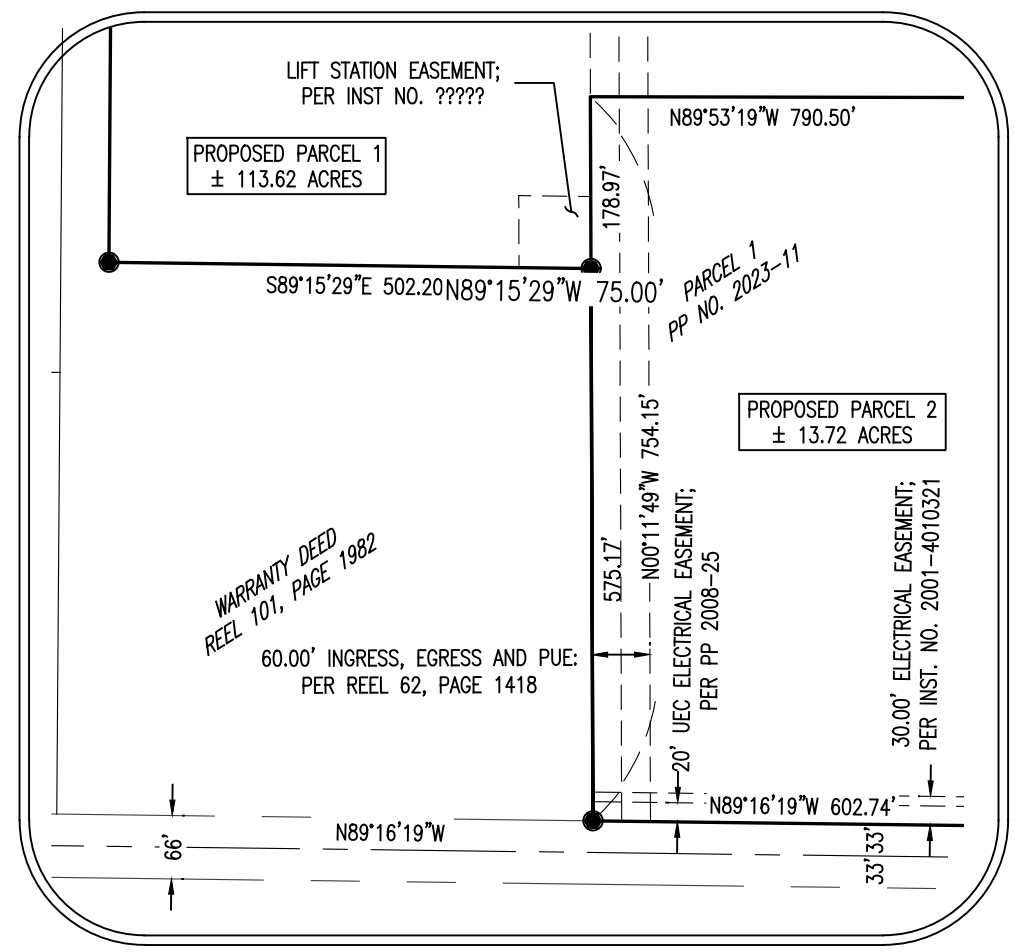 LIFT STATION EASEMENT;
PER INST NO. ?????
N89°53'19"W 790.50'
PROPOSED PARCEL 1
± 113.62 ACRES
178.97'
S89°15'29"E 502.20
N89°15'29"W 75.00'
PARCEL 1
PP NO. 2023-11
PROPOSED PARCEL 2
± 13.72 ACRES
N00°11'49"W 754.15'
575.17'
WARRANTY DEED
REEL 101, PAGE 1982
60.00' INGRESS, EGRESS AND PUE:
PER REEL 62, PAGE 1418
20' UEC ELECTRICAL EASEMENT;
PER PP 2008-25
30.00' ELECTRICAL EASEMENT;
PER INST. NO. 2001-4010321
N89°16'19"W 602.74'
N89°16'19"W
66'
33'
33'